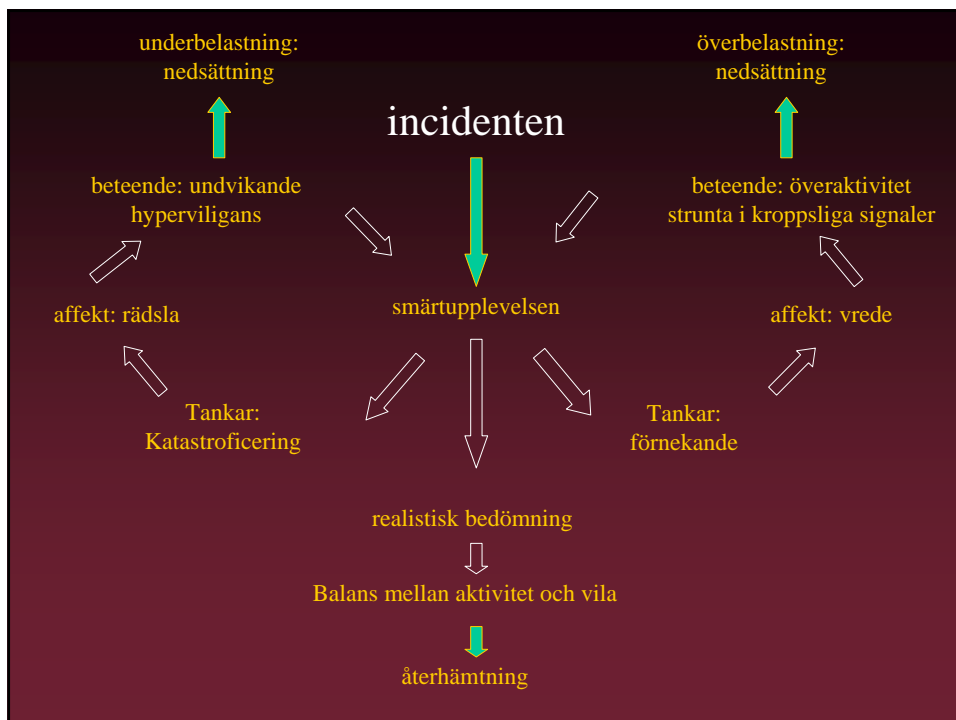 underbelastning:
nedsättning
överbelastning:
nedsättning
incidenten
beteende: undvikande
hyperviligans
beteende: överaktivitet
strunta i kroppsliga signaler
affekt: rädsla
smärtupplevelsen
affekt: vrede
Tankar:
Katastroficering
Tankar:
förnekande
realistisk bedömning
Balans mellan aktivitet och vila
återhämtning